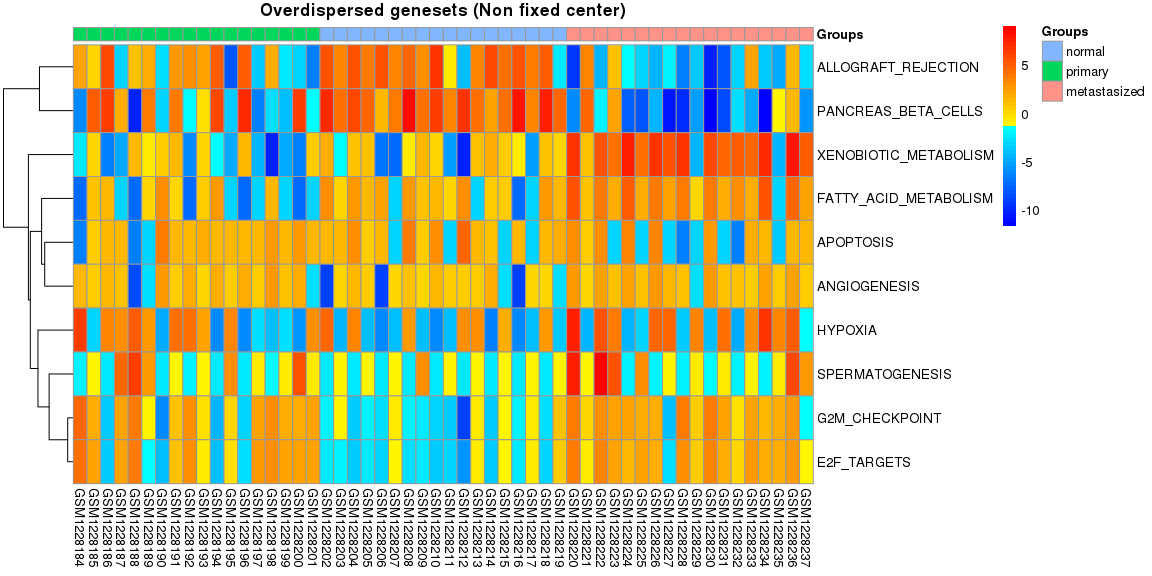 Overdispersed genesets (Non fixed center)
Groups
ALLOGRAFT_REJECTION
PANCREAS_BETA_CELLS
XENOBIOTIC_METABOLISM
FATTY_ACID_METABOLISM
APOPTOSIS
ANGIOGENESIS
HYPOXIA
SPERMATOGENESIS
G2M_CHECKPOINT
E2F_TARGETS
GSM1228184
GSM1228185
GSM1228186
GSM1228187
GSM1228188
GSM1228189
GSM1228190
GSM1228191
GSM1228192
GSM1228193
GSM1228194
GSM1228195
GSM1228196
GSM1228197
GSM1228198
GSM1228199
GSM1228200
GSM1228201
GSM1228202
GSM1228203
GSM1228204
GSM1228205
GSM1228206
GSM1228207
GSM1228208
GSM1228209
GSM1228210
GSM1228211
GSM1228212
GSM1228213
GSM1228214
GSM1228215
GSM1228216
GSM1228217
GSM1228218
GSM1228219
GSM1228220
GSM1228221
GSM1228222
GSM1228223
GSM1228224
GSM1228225
GSM1228226
GSM1228227
GSM1228228
GSM1228229
GSM1228230
GSM1228231
GSM1228232
GSM1228233
GSM1228234
GSM1228235
GSM1228236
GSM1228237
5
0
-5
-10
Groups
normal
primary
metastasized